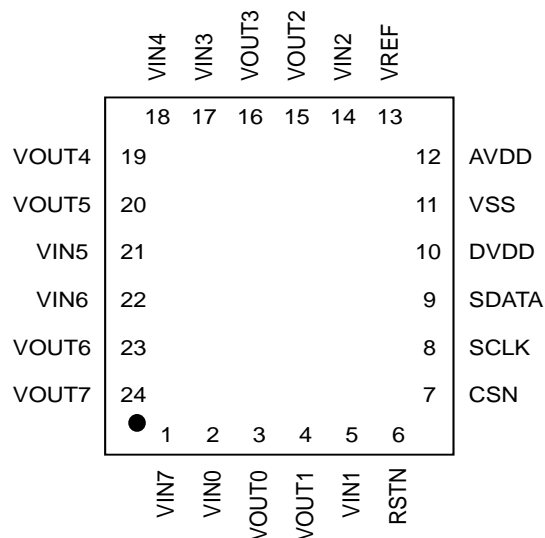 VIN4 VIN3 VOUT3 VOUT2 VIN2 VREF
18 17 16 15 14 13
VOUT4 19 12 AVDD
VOUT5 20 11 VSS
VIN5 21 10 DVDD
VIN6 22 9 SDATA
VOUT6 23 8 SCLK
VOUT7 24 7 CSN
1 2 3 4 5 6
VIN7 VIN0 VOUT0 VOUT1 VIN1 RSTN